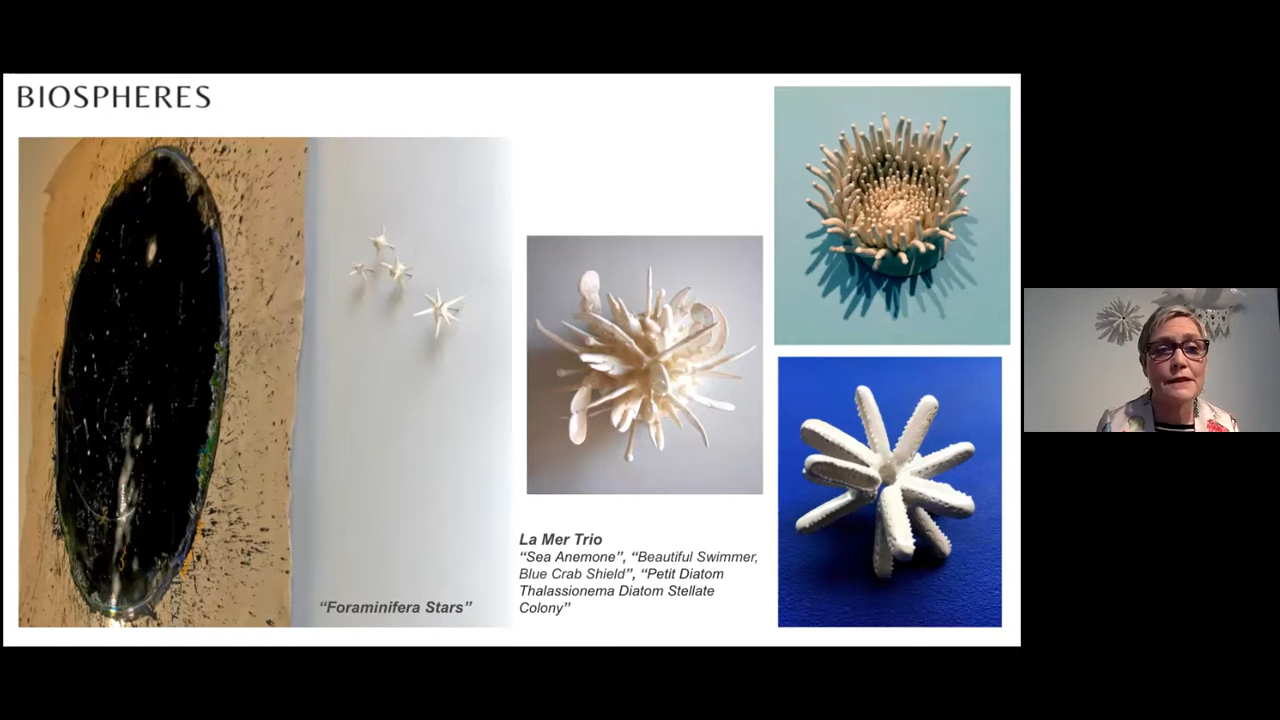 BIOSPHERES
“Foraminifera Stars”
La Mer Trio
“Sea Anemone”, “Beautiful Swimmer,
Blue Crab Shield”, “Petit Diatom
Thalassionema Diatom Stellate
Colony”